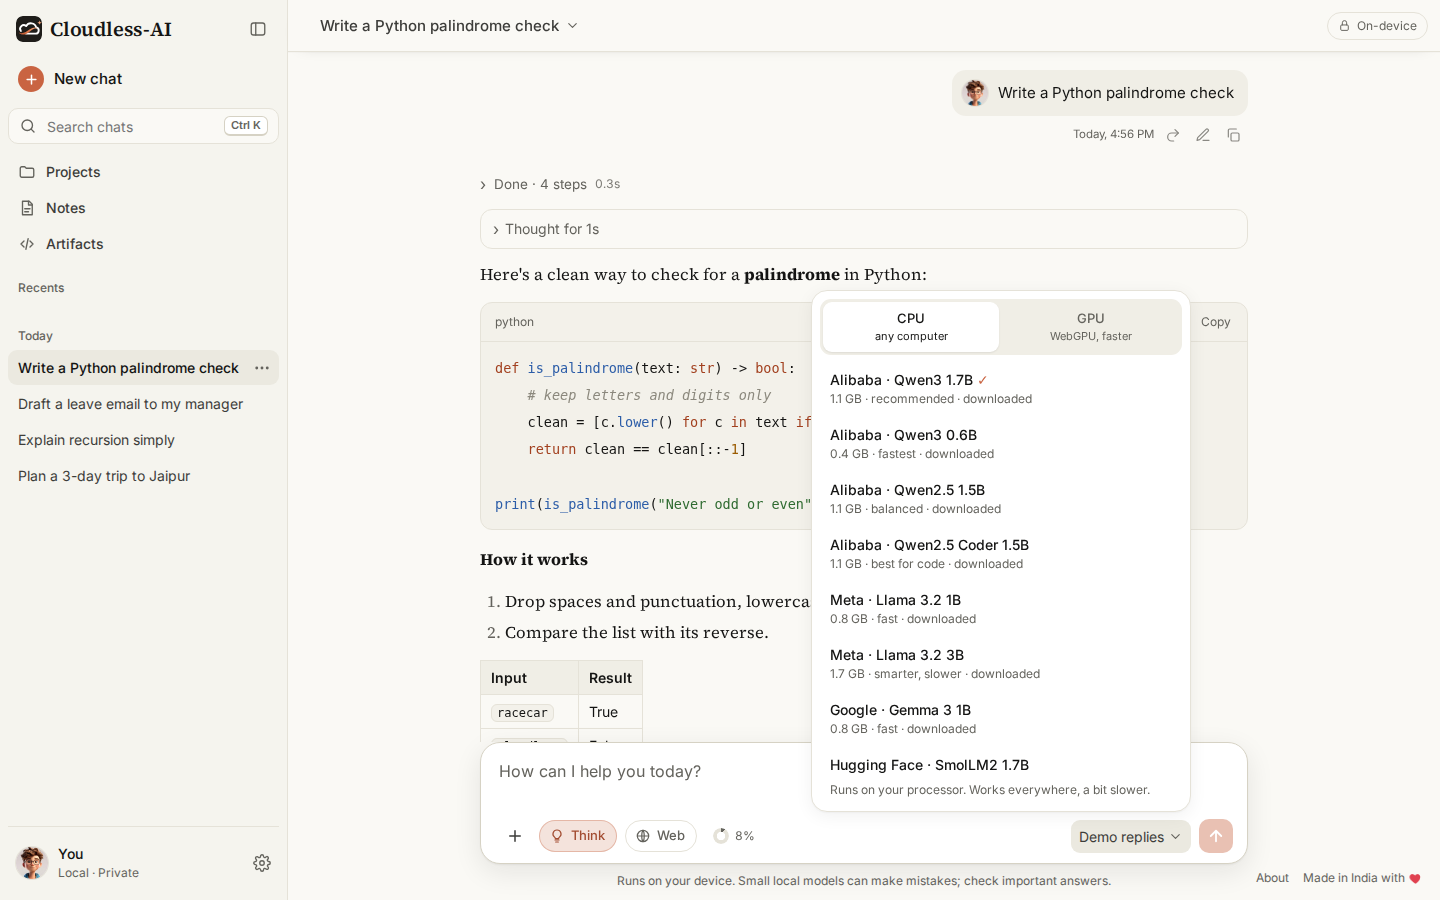 Cloudless-AI
New chat
Search chats
Ctrl K
Projects
Notes
Artifacts
Recents
Today
Write a Python palindrome check
Draft a leave email to my manager
Explain recursion simply
Plan a 3-day trip to Jaipur
You
Local · Private
Write a Python palindrome check
On-device
Write a Python palindrome check
Today, 4:56 PM
Done · 4 steps 0.3s
Thought for 1s
Here's a clean way to check for a palindrome in Python:
python
Copy
def is_palindrome(text: str) -> bool:
# keep letters and digits only
clean = [c.lower() for c in text if
return clean == clean[::-1]
print(is_palindrome("Never odd or even"
How it works
1. Drop spaces and punctuation, lowerca
2. Compare the list with its reverse.
Input Result
racecar True
CPU
any computer
GPU
WebGPU, faster
Alibaba · Qwen3 1.7B ✓
1.1 GB · recommended · downloaded
Alibaba · Qwen3 0.6B
0.4 GB · fastest · downloaded
Alibaba · Qwen2.5 1.5B
1.1 GB · balanced · downloaded
Alibaba · Qwen2.5 Coder 1.5B
1.1 GB · best for code · downloaded
Meta · Llama 3.2 1B
0.8 GB · fast · downloaded
Meta · Llama 3.2 3B
1.7 GB · smarter, slower · downloaded
Google · Gemma 3 1B
0.8 GB · fast · downloaded
Hugging Face · SmolLM2 1.7B
Runs on your processor. Works everywhere, a bit slower.
How can I help you today?
Think
Web
8%
Demo replies
Runs on your device. Small local models can make mistakes; check important answers.
About
Made in India with